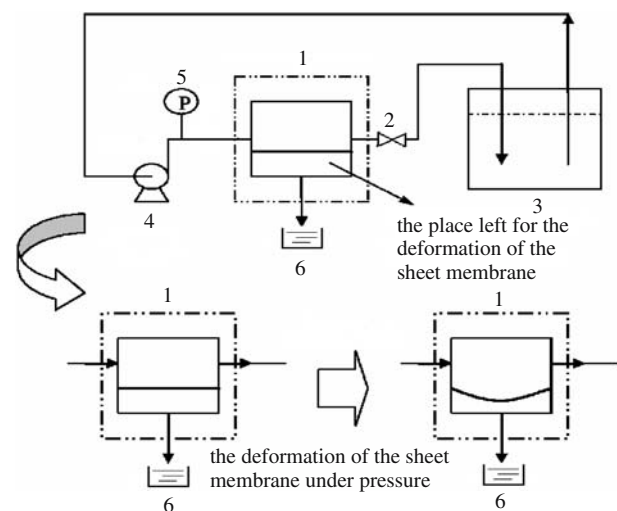 1
5
P
2
3
4
the place left for the
deformation of the
sheet membrane
6
1
1
the deformation of the sheet
membrane under pressure
6
6